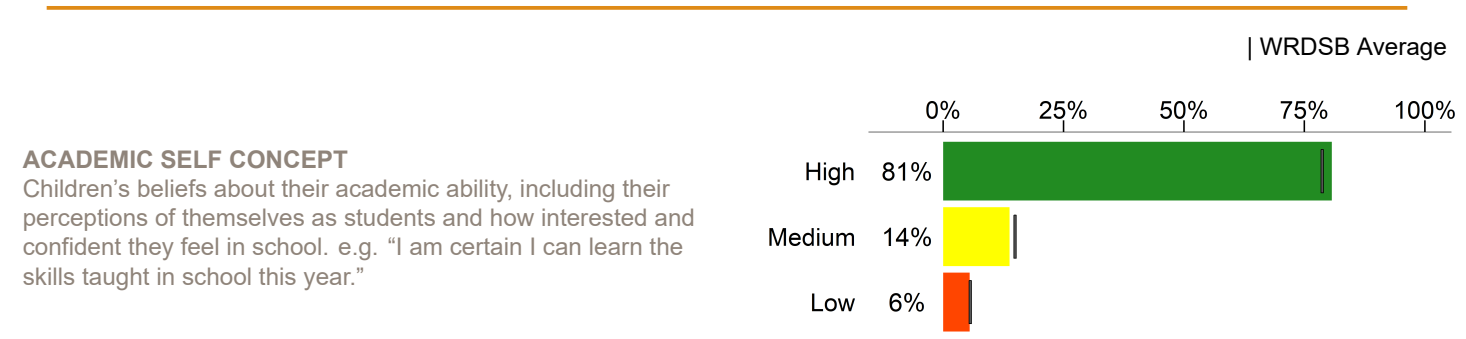 | WRDSB Average
0% 25% 50% 75% 100%
ACADEMIC SELF CONCEPT
Children’s beliefs about their academic ability, including their
perceptions of themselves as students and how interested and
confident they feel in school. e.g. “I am certain I can learn the
skills taught in school this year.”
High 81%
Medium 14%
Low 6%